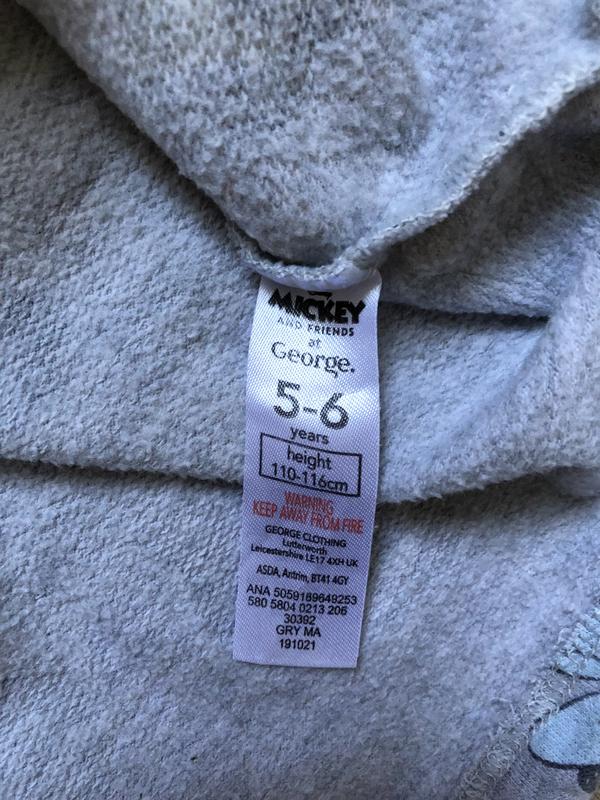 MICKEY
AND FRIENDS
at
George.
5-6
years
height
110-116cm
WARNING
KEEP AWAY FROM FIRE
GEORGE CLOTHING
Lutterworth
Leicestershire LE17 4XH UK
ASDA, Antrim, BT41 4GY
ANA 5059189649253
580 5804 0213 206
30392
GRY MA
191021